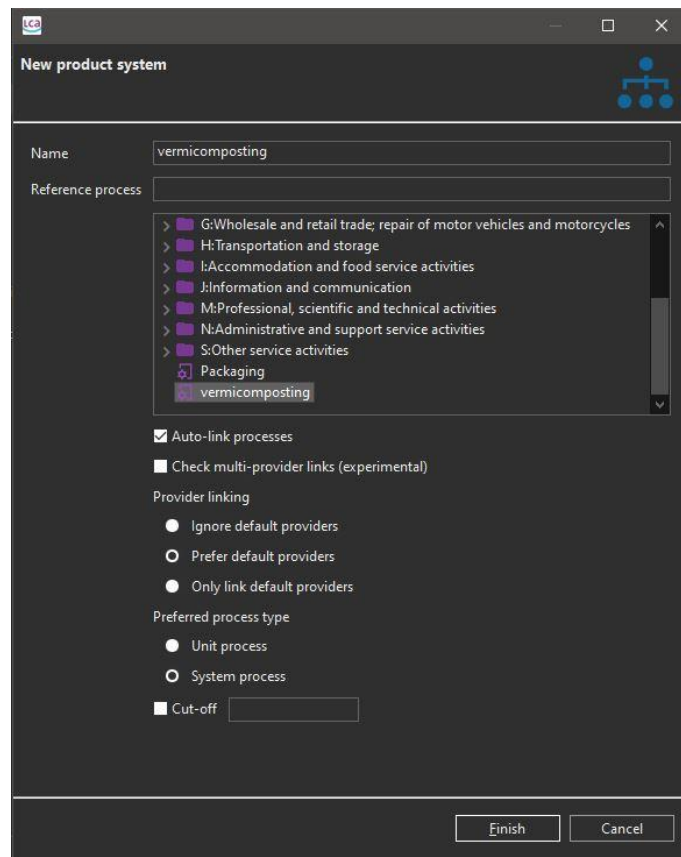 LCA
New product system
Name
vermicomposting
Reference process
G:Wholesale and retail trade; repair of motor vehicles and motorcycles
H:Transportation and storage
I:Accommodation and food service activities
J:Information and communication
M:Professional, scientific and technical activities
N:Administrative and support service activities
S:Other service activities
Packaging
vermicomposting
Auto-link processes
Check multi-provider links (experimental)
Provider linking
Ignore default providers
Prefer default providers
Only link default providers
Preferred process type
Unit process
System process
Cut-off
Finish
Cancel